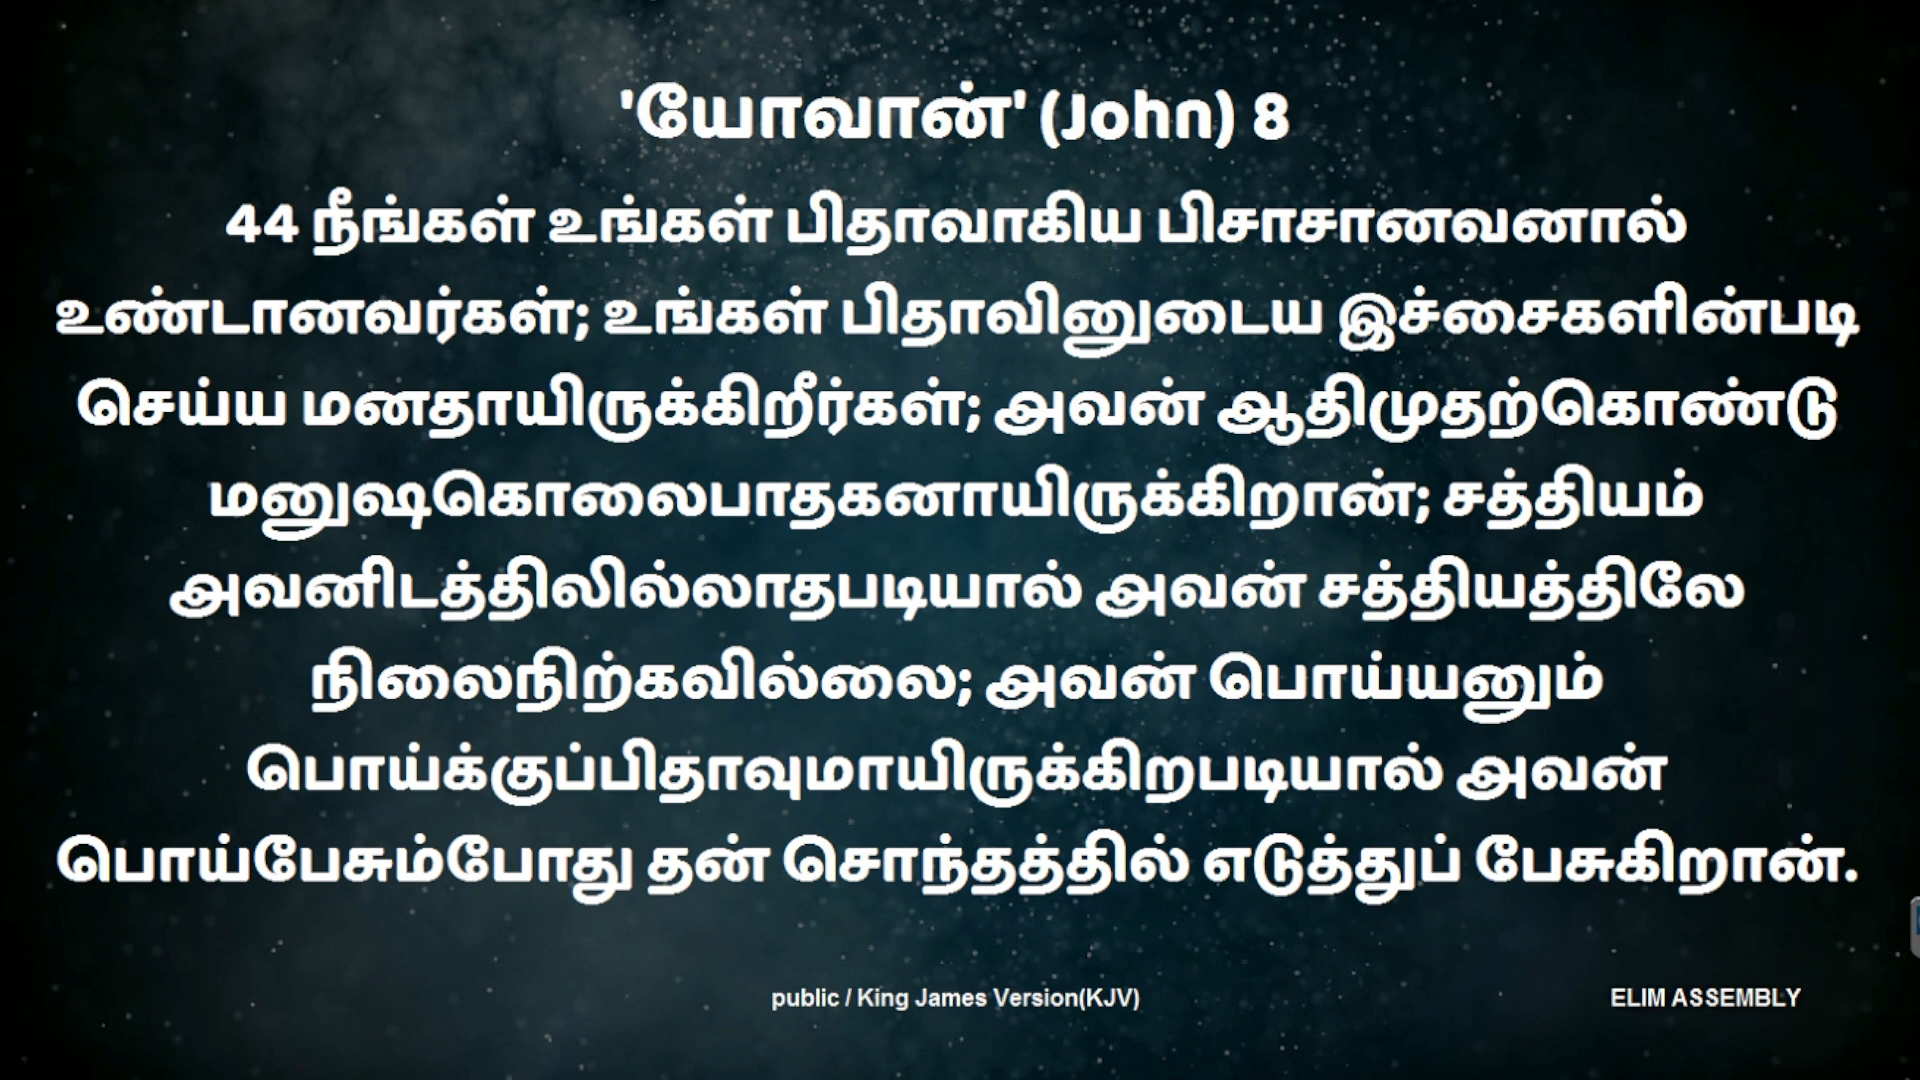 'யோவான்' (John) 8
44 நீங்கள் உங்கள் பிதாவாகிய பிசாசானவனால்
உண்டானவர்கள்; உங்கள் பிதாவினுடைய இச்சைகளின்படி
செய்ய மனதாயிருக்கிறீர்கள்; அவன் ஆதிமுதற்கொண்டு
மனுஷகொலைபாதகனாயிருக்கிறான்; சத்தியம்
அவனிடத்திலில்லாதபடியால் அவன் சத்தியத்திலே
நிலைநிற்கவில்லை; அவன் பொய்யனும்
பொய்க்குப்பிதாவுமாயிருக்கிறபடியால் அவன்
பொய்பேசும்போது தன் சொந்தத்தில் எடுத்துப் பேசுகிறான்.
public / King James Version(KJV)
ELIM ASSEMBLY